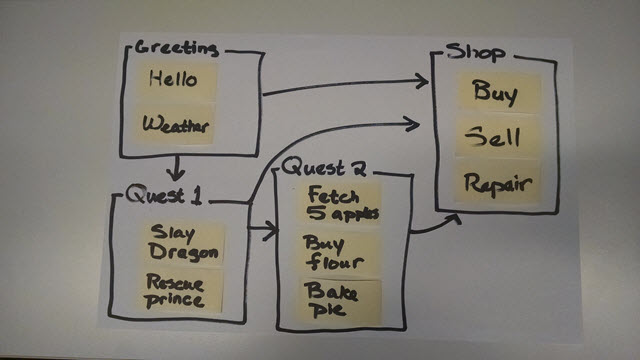 Greeting
Hello
Weather
Shop
Buy
Sell
Repair
Quest 1
Slay
Dragon
Rescue
prince
Quest 2
Fetch
5 apples
Buy
flour
Bake
pie